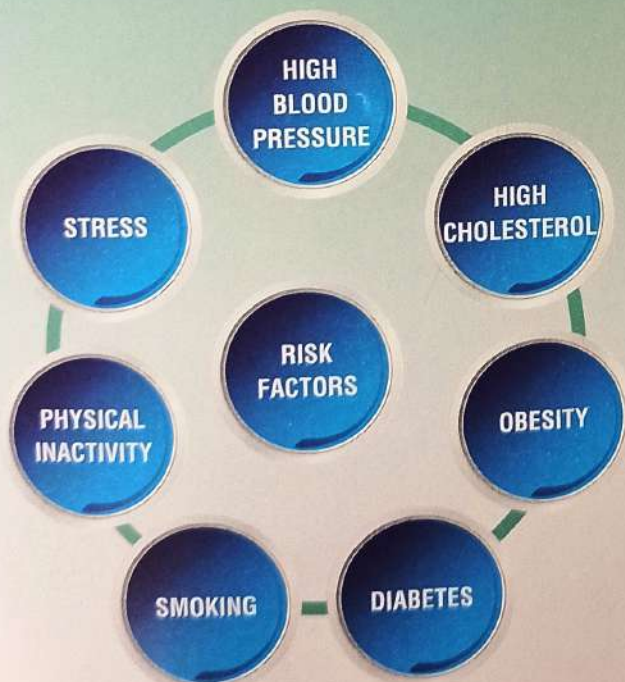 HIGH
BLOOD
PRESSURE
HIGH
CHOLESTEROL
OBESITY
DIABETES
SMOKING
PHYSICAL
INACTIVITY
STRESS
RISK
FACTORS